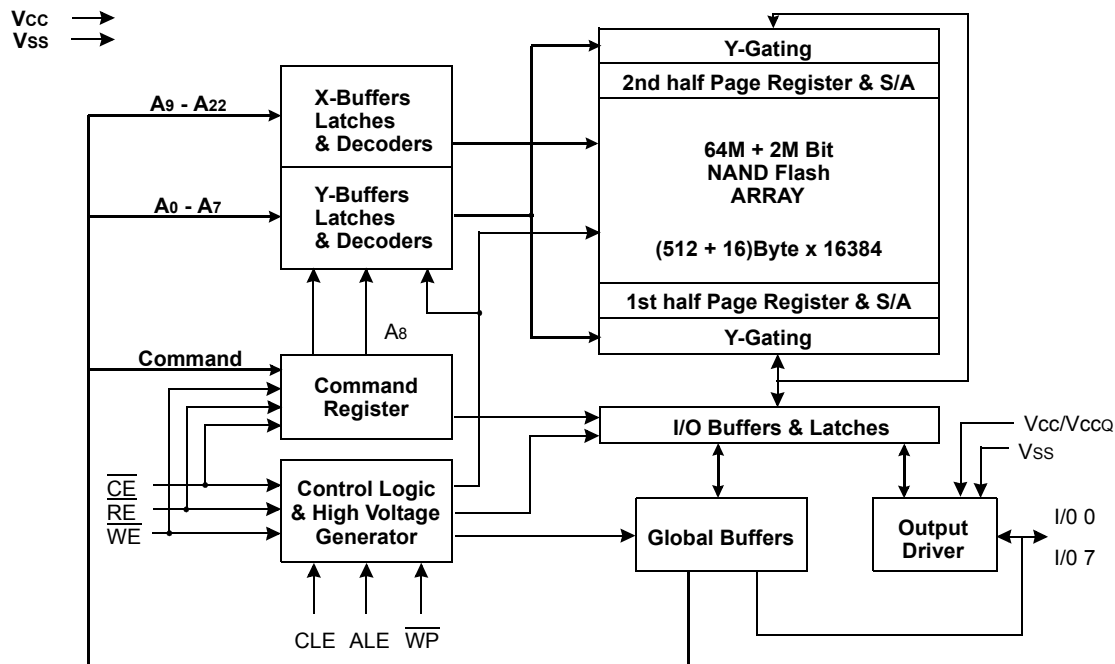 VCC
VSS
A9 - A22
X-Buffers
Latches
& Decoders
A0 - A7
Y-Buffers
Latches
& Decoders
Y-Gating
2nd half Page Register & S/A
64M + 2M Bit
NAND Flash
ARRAY
(512 + 16)Byte x 16384
1st half Page Register & S/A
Y-Gating
A8
Command
Command
Register
I/O Buffers & Latches
VCC/VCCQ
VSS
CE
RE
WE
Control Logic
& High Voltage
Generator
Global Buffers
Output
Driver
I/0 0
I/0 7
CLE
ALE
WP